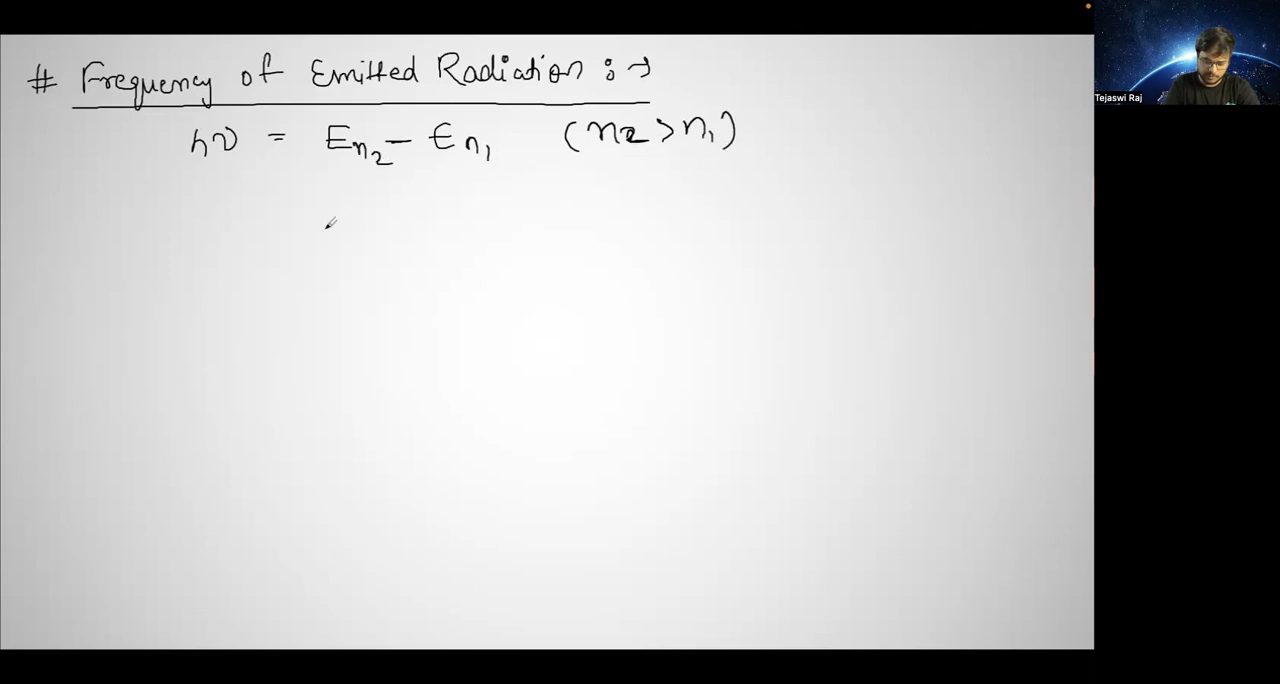 # Frequency of Emitted Radiation :→
hν = En₂ − En₁ (n₂ > n₁)
Tejaswi Raj